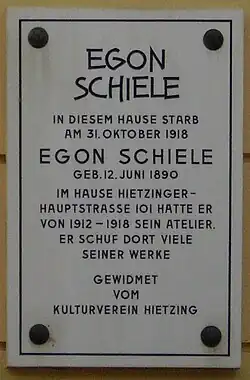 EGON
SCHIELE
IN DIESEM HAUSE STARB
AM 31. OKTOBER 1918
EGON SCHIELE
GEB. 12. JUNI 1890
IM HAUSE HIETZINGER-
HAUPTSTRASSE 101 HATTE ER
VON 1912 – 1918 SEIN ATELIER.
ER SCHUF DORT VIELE
SEINER WERKE
GEWIDMET
VOM
KULTURVEREIN HIETZING